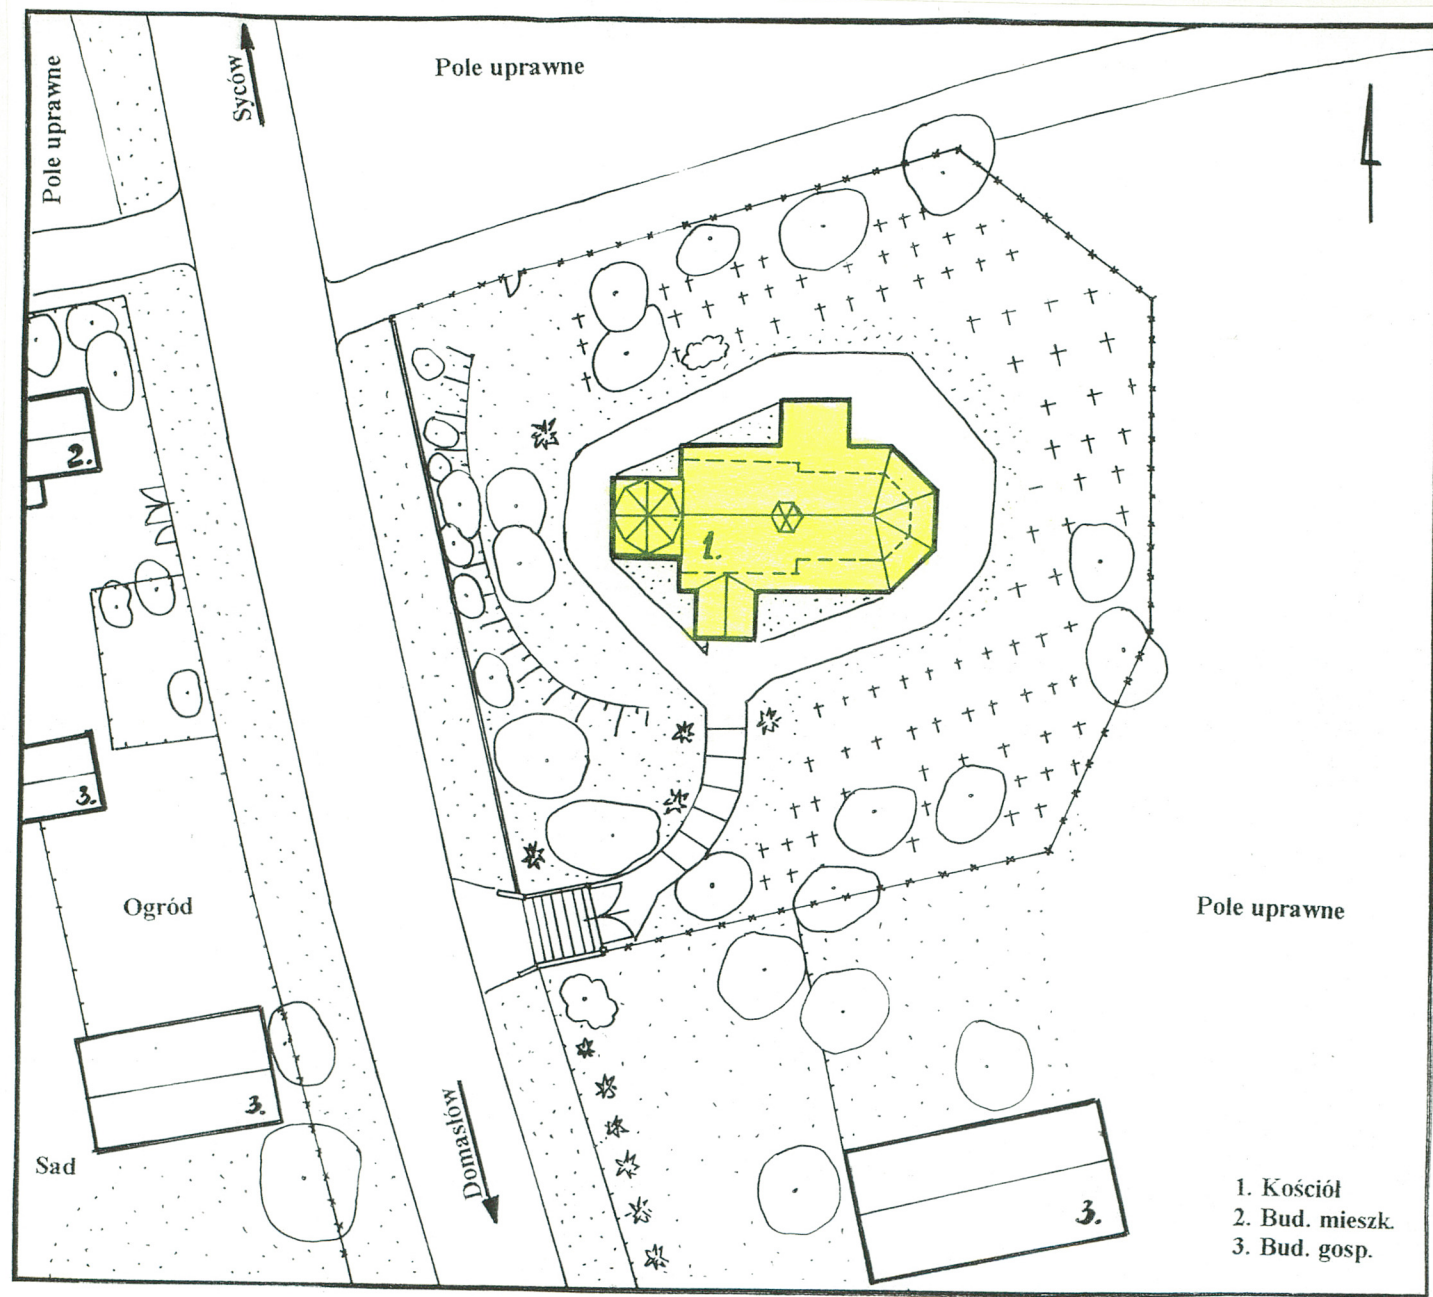 Pole uprawne
Syców
Pole uprawne
2.
1.
3.
Ogród
Pole uprawne
3.
Domasłów
Sad
3.
1. Kościół
2. Bud. mieszk.
3. Bud. gosp.